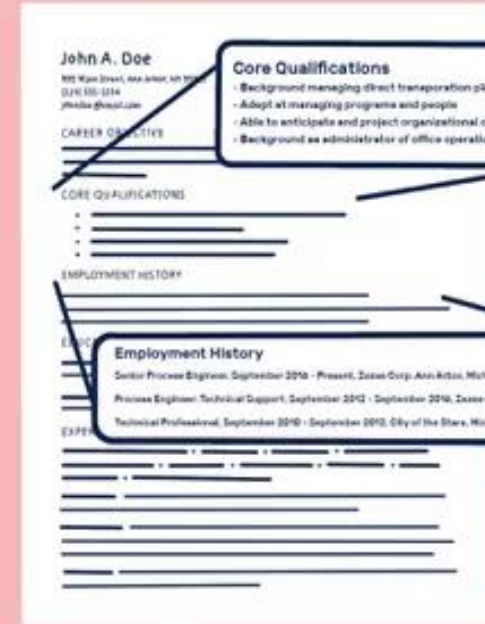 John A. Doe
Core Qualifications
- Background managing direct transporation
- Adept at managing programs and people
- Able to anticipate and project organizational
- Background as administrator of office
CAREER OBJECTIVE
CORE QUALIFICATIONS
EMPLOYMENT HISTORY
Employment History
Senior Process Engineer, September 2016 - Present, Zazoo Corp. Ann Arbor,
Process Engineer: Technical Support, September 2012 - September 2016,
Technical Professional, September 2010 - September 2012, City of the Stars,